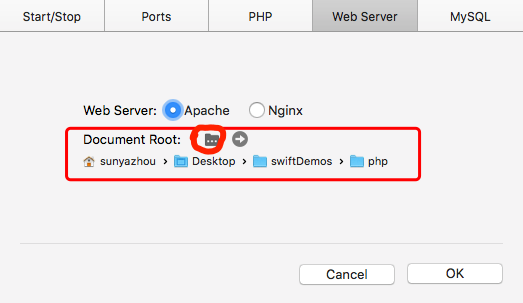 Start/Stop Ports PHP Web Server MySQL
Web Server: Apache Nginx
Document Root:
sunyazhou › Desktop › swiftDemos › php
Cancel OK